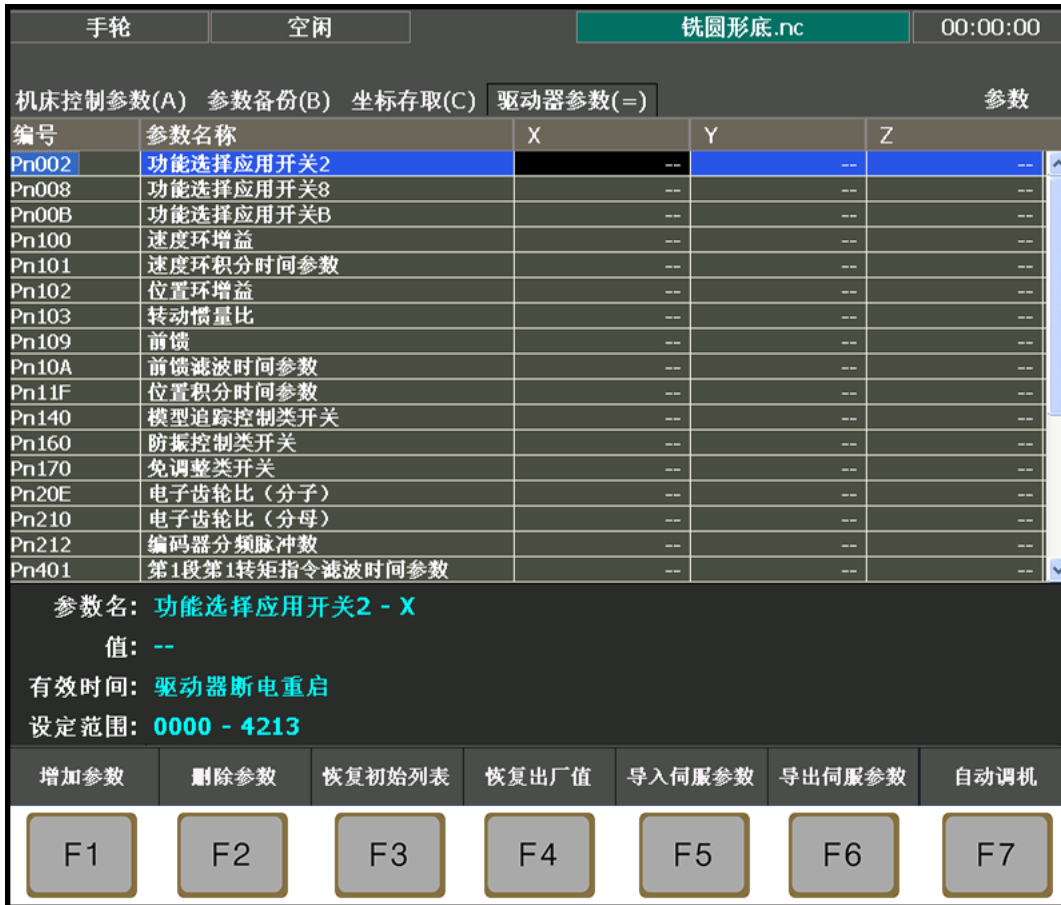 手轮 空闲 铣圆形底.nc 00:00:00
机床控制参数(A) 参数备份(B) 坐标存取(C) 驱动器参数(=) 参数
编号 参数名称 X Y Z
Pn002 功能选择应用开关2 -- -- --
Pn008 功能选择应用开关8 -- -- --
Pn00B 功能选择应用开关B -- -- --
Pn100 速度环增益 -- -- --
Pn101 速度环积分时间参数 -- -- --
Pn102 位置环增益 -- -- --
Pn103 转动惯量比 -- -- --
Pn109 前馈 -- -- --
Pn10A 前馈滤波时间参数 -- -- --
Pn11F 位置积分时间参数 -- -- --
Pn140 模型追踪控制类开关 -- -- --
Pn160 防振控制类开关 -- -- --
Pn170 免调整类开关 -- -- --
Pn20E 电子齿轮比（分子） -- -- --
Pn210 电子齿轮比（分母） -- -- --
Pn212 编码器分频脉冲数 -- -- --
Pn401 第1段第1转矩指令滤波时间参数 -- -- --
参数名: 功能选择应用开关2 - X
值: --
有效时间: 驱动器断电重启
设定范围: 0000 - 4213
增加参数 删除参数 恢复初始列表 恢复出厂值 导入伺服参数 导出伺服参数 自动调机
F1 F2 F3 F4 F5 F6 F7